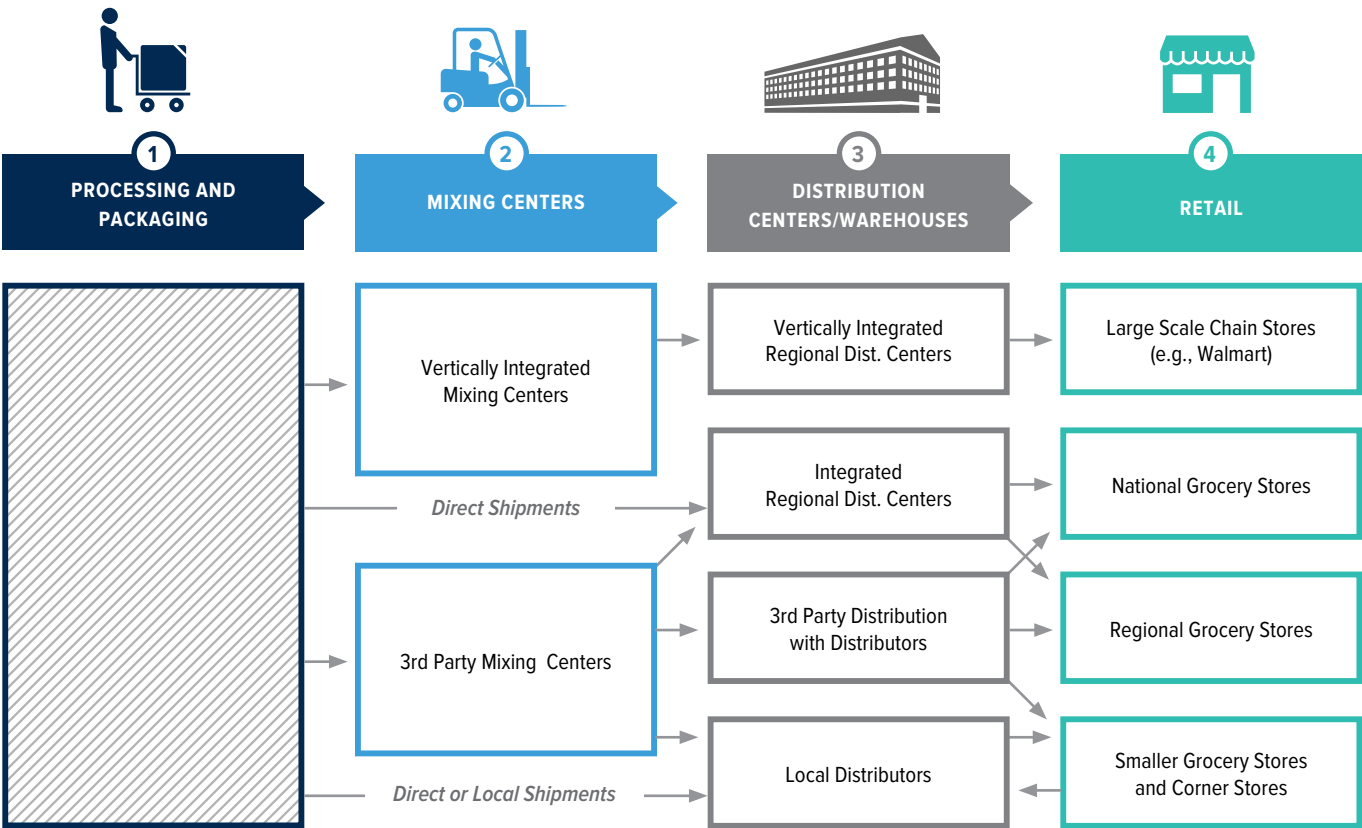 1
PROCESSING AND
PACKAGING
2
MIXING CENTERS
3
DISTRIBUTION
CENTERS/WAREHOUSES
4
RETAIL
Vertically Integrated
Mixing Centers
Direct Shipments
3rd Party Mixing Centers
Direct or Local Shipments
Vertically Integrated
Regional Dist. Centers
Integrated
Regional Dist. Centers
3rd Party Distribution
with Distributors
Local Distributors
Large Scale Chain Stores
(e.g., Walmart)
National Grocery Stores
Regional Grocery Stores
Smaller Grocery Stores
and Corner Stores